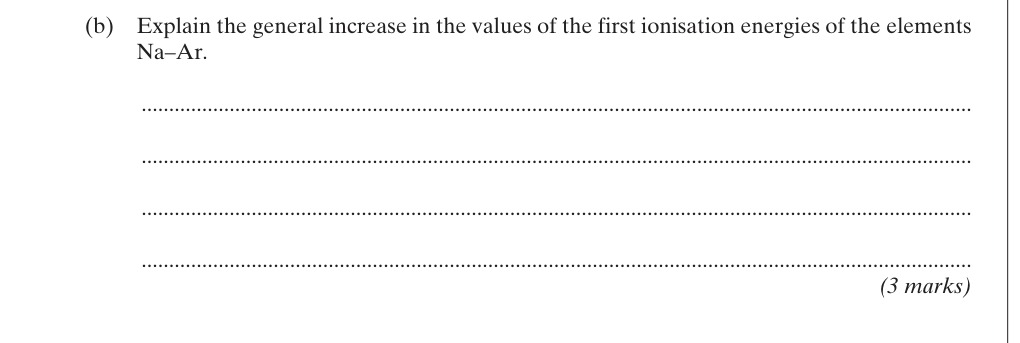 (b) Explain the general increase in the values of the first ionisation energies of the elements
Na–Ar.
(3 marks)